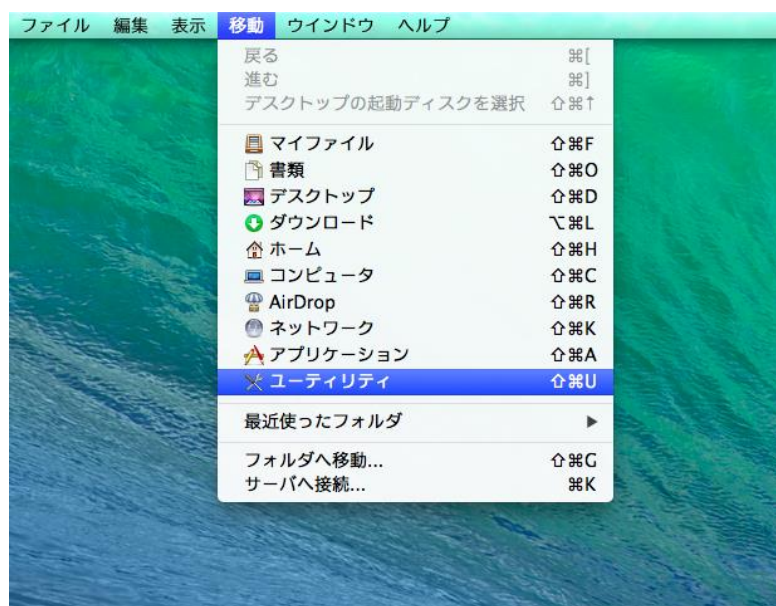 ファイル 編集 表示 移動 ウインドウ ヘルプ
戻る ⌘[
進む ⌘]
デスクトップの起動ディスクを選択 ⇧⌘↑
マイファイル ⇧⌘F
書類 ⇧⌘O
デスクトップ ⇧⌘D
ダウンロード ⌥⌘L
ホーム ⇧⌘H
コンピュータ ⇧⌘C
AirDrop ⇧⌘R
ネットワーク ⇧⌘K
アプリケーション ⇧⌘A
ユーティリティ ⇧⌘U
最近使ったフォルダ ▶
フォルダへ移動... ⇧⌘G
サーバへ接続... ⌘K